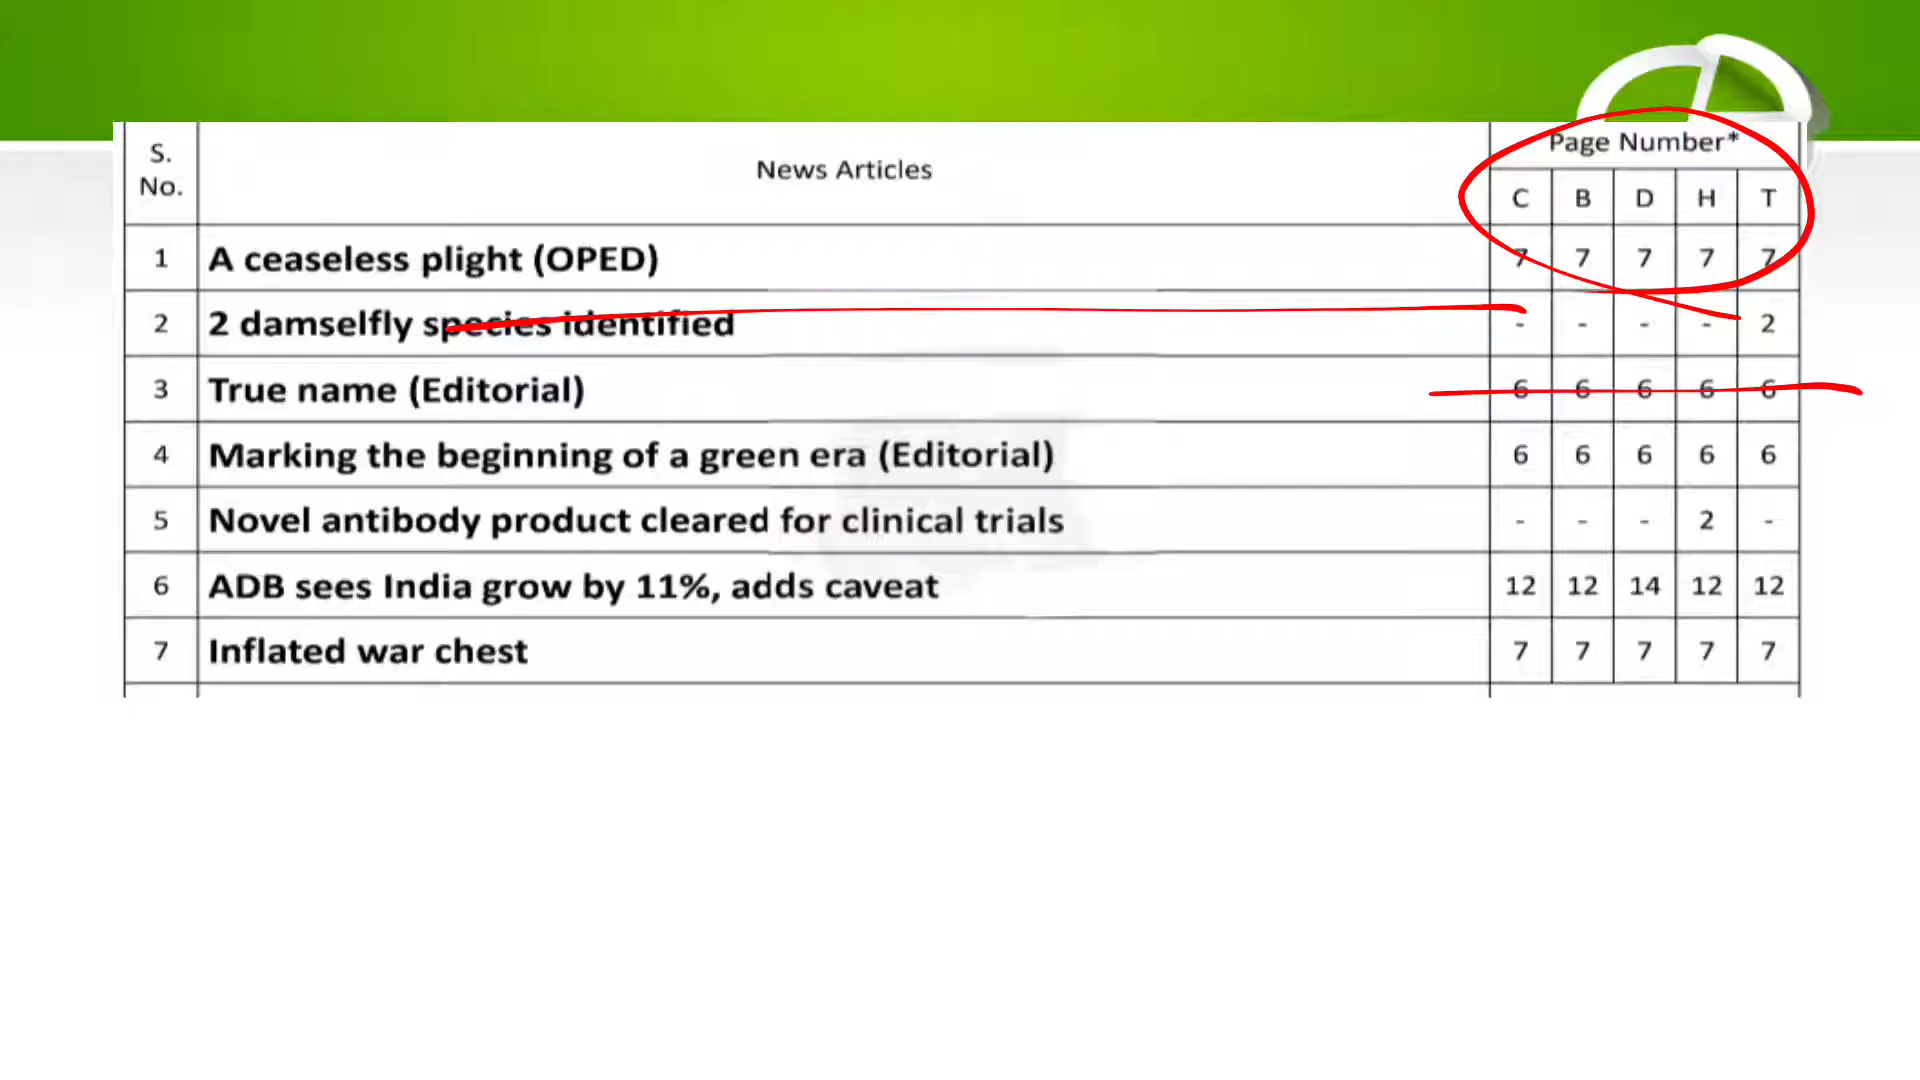 S. No. News Articles Page Number*
C B D H T
1 A ceaseless plight (OPED) 7 7 7 7 7
2 2 damselfly species identified - - - - 2
3 True name (Editorial) 6 6 6 6 6
4 Marking the beginning of a green era (Editorial) 6 6 6 6 6
5 Novel antibody product cleared for clinical trials - - - 2 -
6 ADB sees India grow by 11%, adds caveat 12 12 14 12 12
7 Inflated war chest 7 7 7 7 7